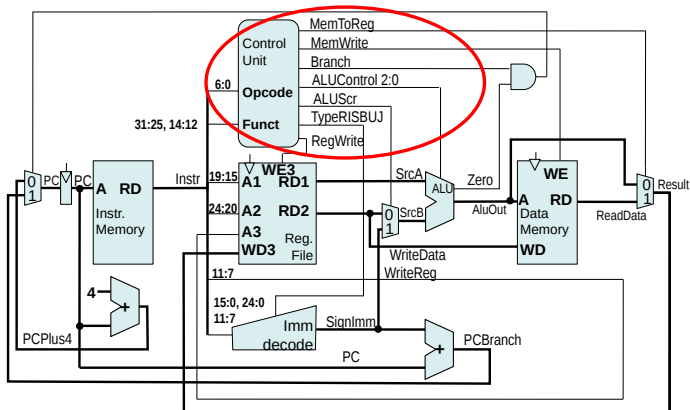 MemToReg
Control
Unit
MemWrite
Branch
6:0
Opcode
ALUControl 2:0
ALUScr
31:25, 14:12
Funct
TypeRISBUJ
RegWrite
0
1
PC
PC
A RD
Instr.
Memory
Instr
19:15
A1
WE3
RD1
SrcA
ALU
Zero
24:20
A2
RD2
0
1
SrcB
AluOut
A3
WD3
Reg.
File
WE
A
RD
Data
Memory
WD
0
1
Result
ReadData
WriteData
WriteReg
11:7
4
+
PCPlus4
15:0, 24:0
11:7
Imm
decode
SignImm
+
PCBranch
PC